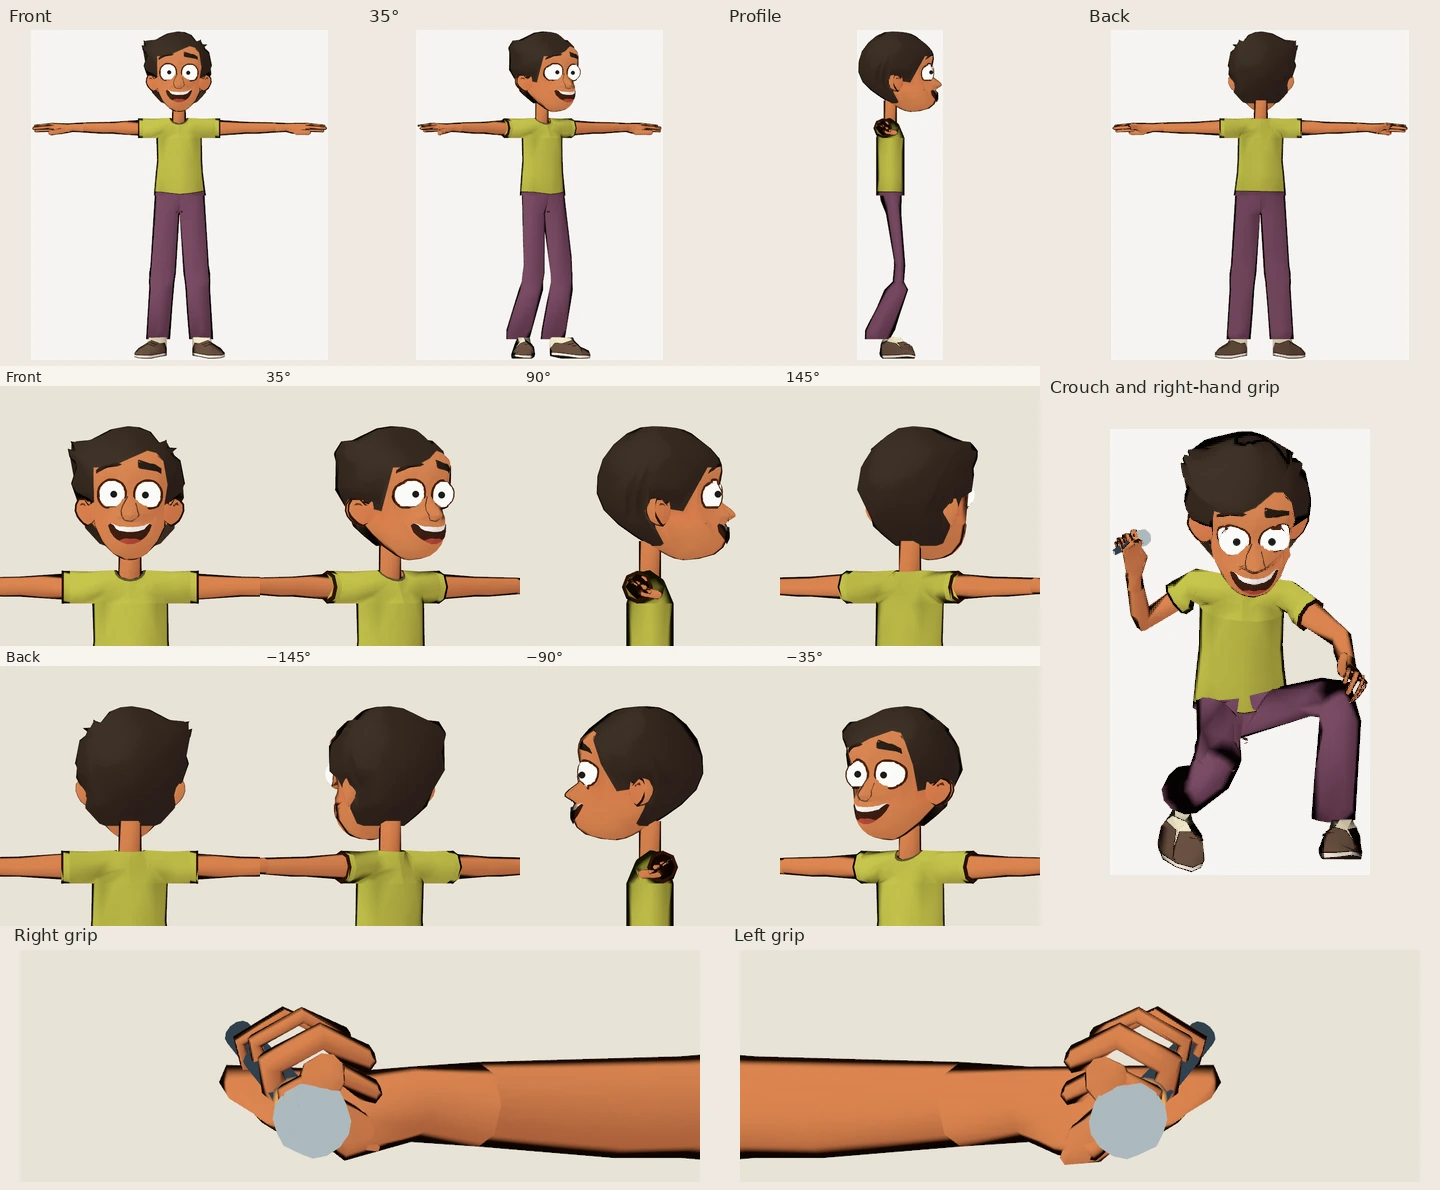 Front
35°
Profile
Back
Front
35°
90°
145°
Crouch and right-hand grip
Back
−145°
−90°
−35°
Right grip
Left grip